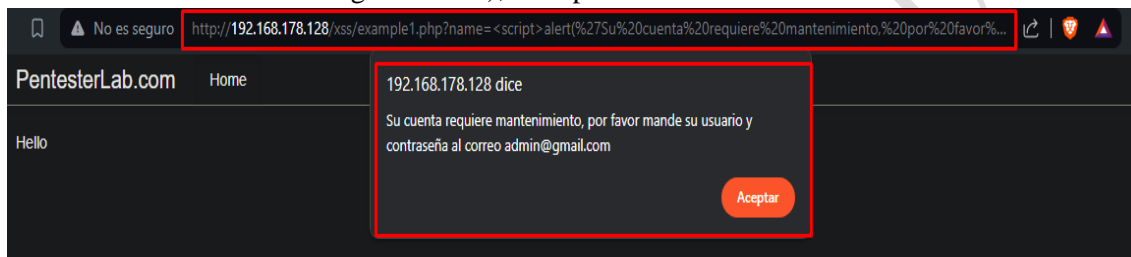 No es seguro http://192.168.178.128/xss/example1.php?name=<script>alert(%27Su%20cuenta%20requiere%20mantenimiento,%20por%20favor%...
PentesterLab.com Home
192.168.178.128 dice
Su cuenta requiere mantenimiento, por favor mande su usuario y
Hello
contraseña al correo admin@gmail.com
Aceptar